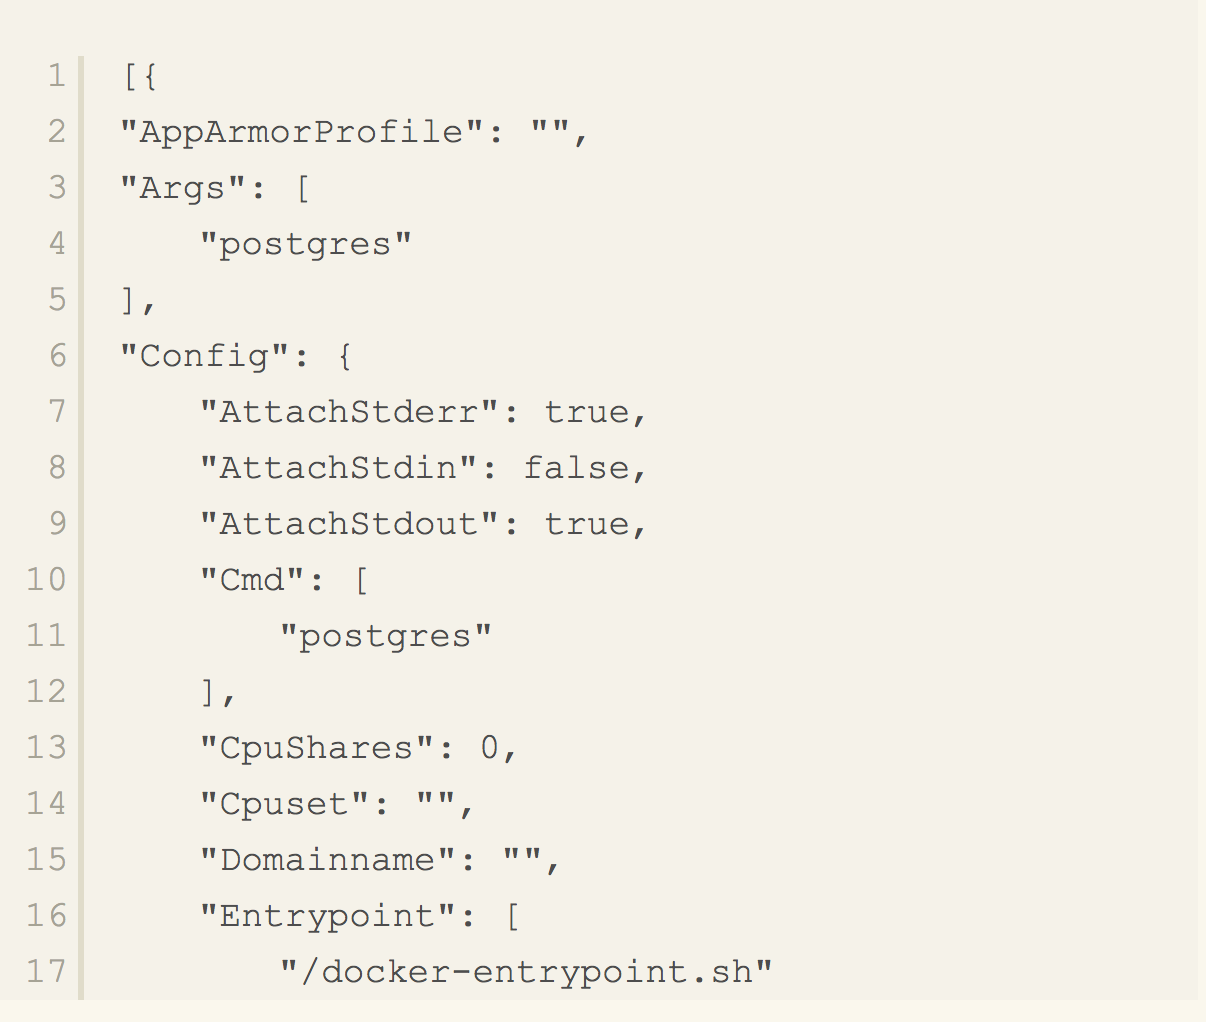 1 [{
2 "AppArmorProfile": "",
3 "Args": [
4     "postgres"
5 ],
6 "Config": {
7     "AttachStderr": true,
8     "AttachStdin": false,
9     "AttachStdout": true,
10     "Cmd": [
11         "postgres"
12     ],
13     "CpuShares": 0,
14     "Cpuset": "",
15     "Domainname": "",
16     "Entrypoint": [
17         "/docker-entrypoint.sh"